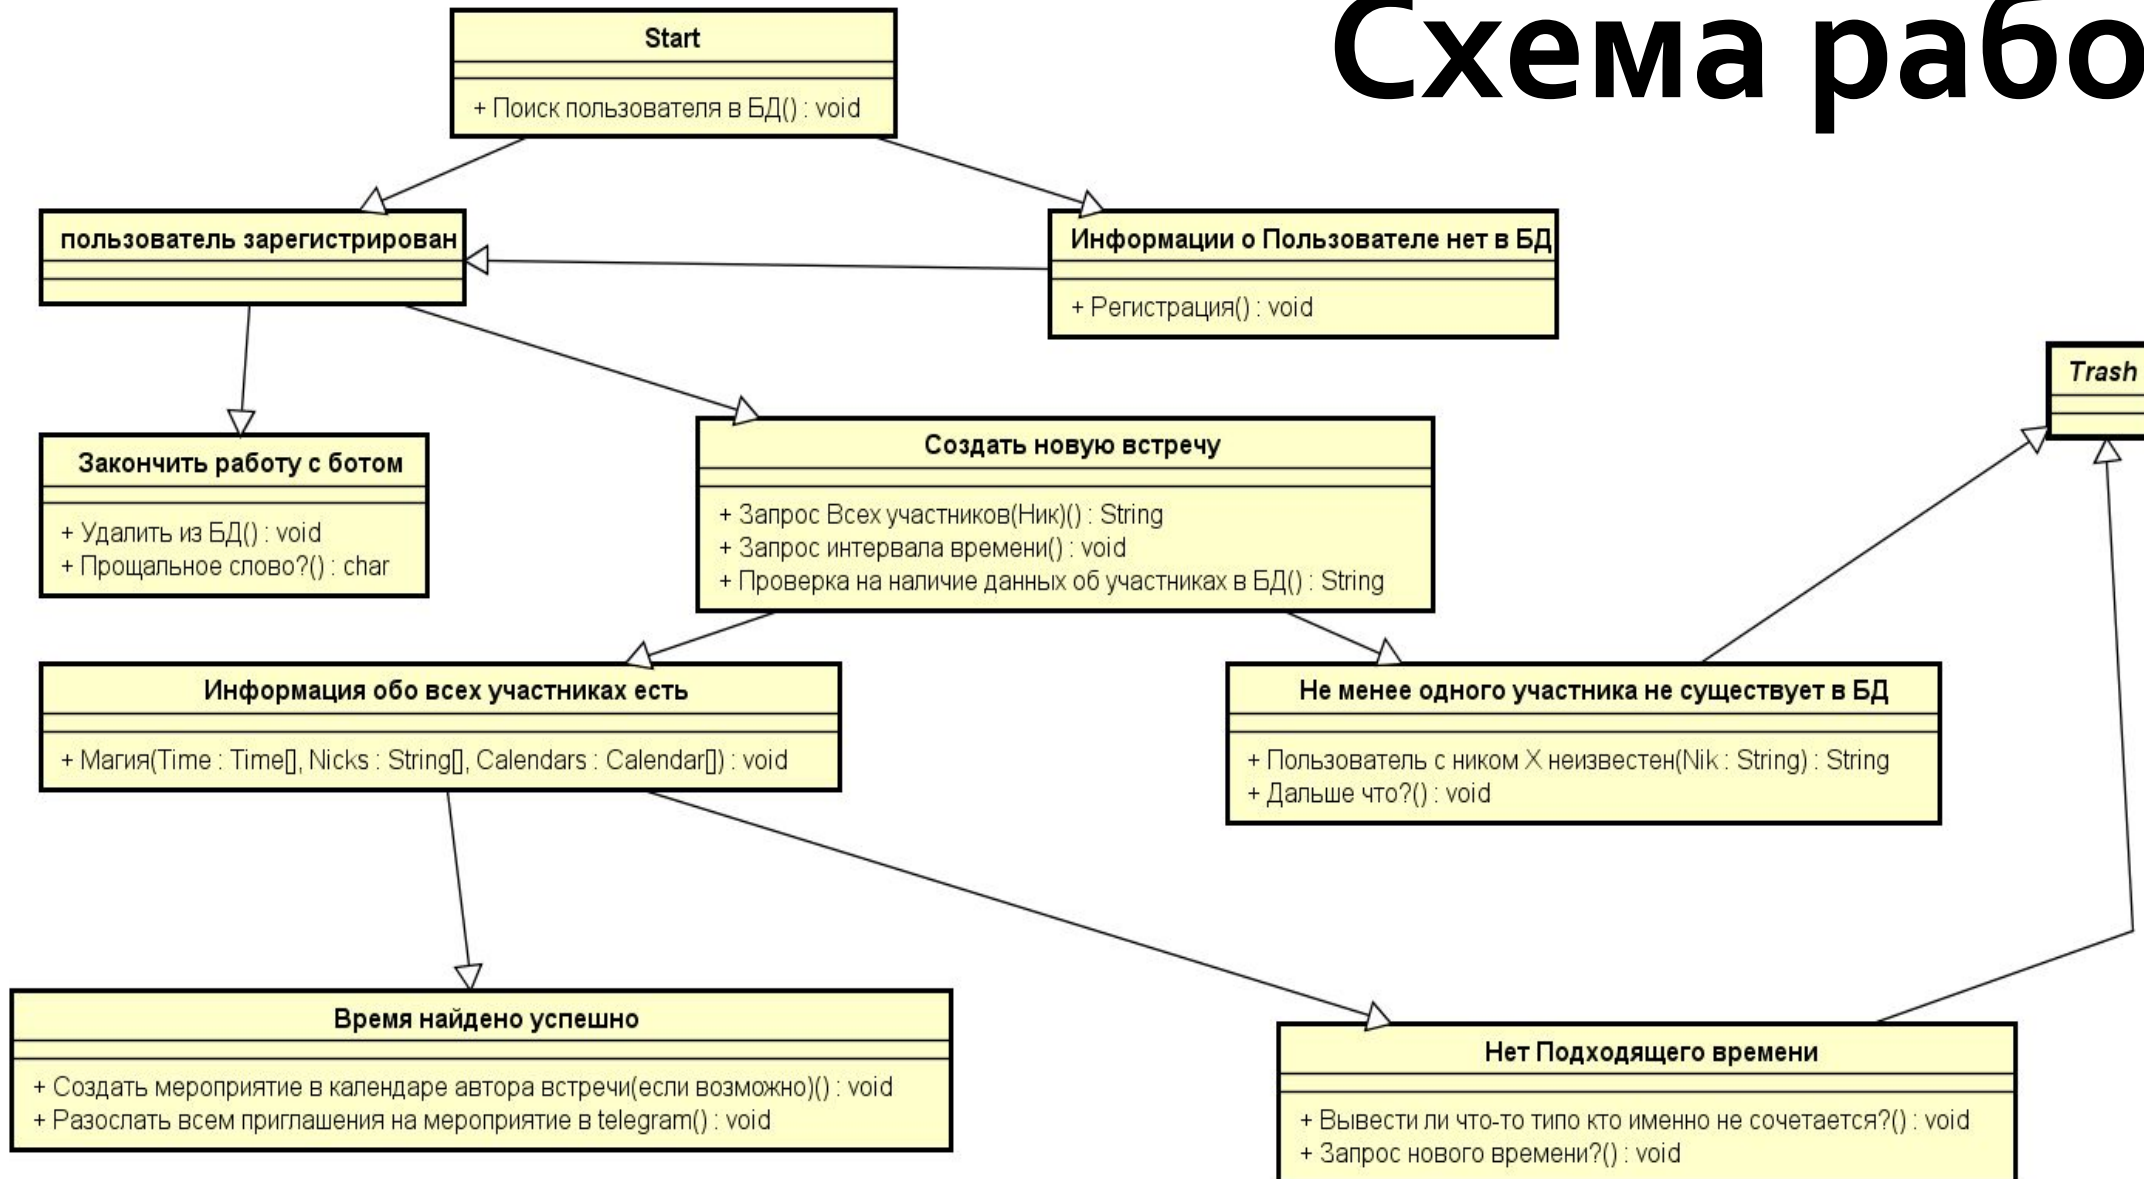 Схема рабо
Start
+ Поиск пользователя в БД() : void
пользователь зарегистрирован
Информации о Пользователе нет в БД
+ Регистрация() : void
Trash
Закончить работу с ботом
+ Удалить из БД() : void
+ Прощальное слово?() : char
Создать новую встречу
+ Запрос Всех участников(Ник)() : String
+ Запрос интервала времени() : void
+ Проверка на наличие данных об участниках в БД() : String
Информация обо всех участниках есть
+ Магия(Time : Time[], Nicks : String[], Calendars : Calendar[]) : void
Не менее одного участника не существует в БД
+ Пользователь с ником X неизвестен(Nik : String) : String
+ Дальше что?() : void
Время найдено успешно
+ Создать мероприятие в календаре автора встречи(если возможно)() : void
+ Разослать всем приглашения на мероприятие в telegram() : void
Нет Подходящего времени
+ Вывести ли что-то типо кто именно не сочетается?() : void
+ Запрос нового времени?() : void